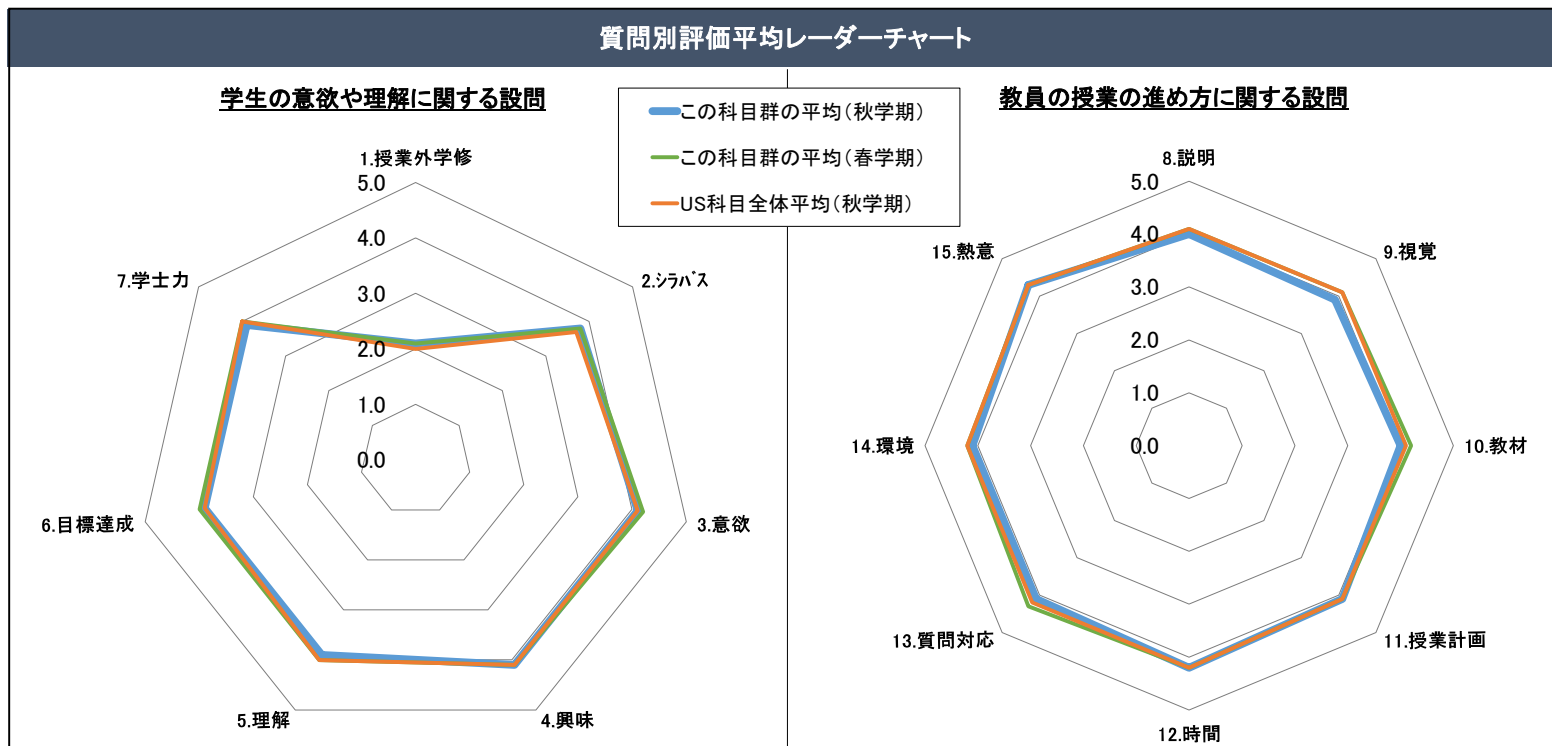 質問別評価平均レーダーチャート
学生の意欲や理解に関する設問
この科目群の平均（秋学期）
この科目群の平均（春学期）
US科目全体平均（秋学期）
教員の授業の進め方に関する設問
1.授業外学修
2.ｼﾗﾊﾞｽ
3.意欲
4.興味
5.理解
6.目標達成
7.学士力
5.0
4.0
3.0
2.0
1.0
0.0
8.説明
9.視覚
10.教材
11.授業計画
12.時間
13.質問対応
14.環境
15.熱意
5.0
4.0
3.0
2.0
1.0
0.0